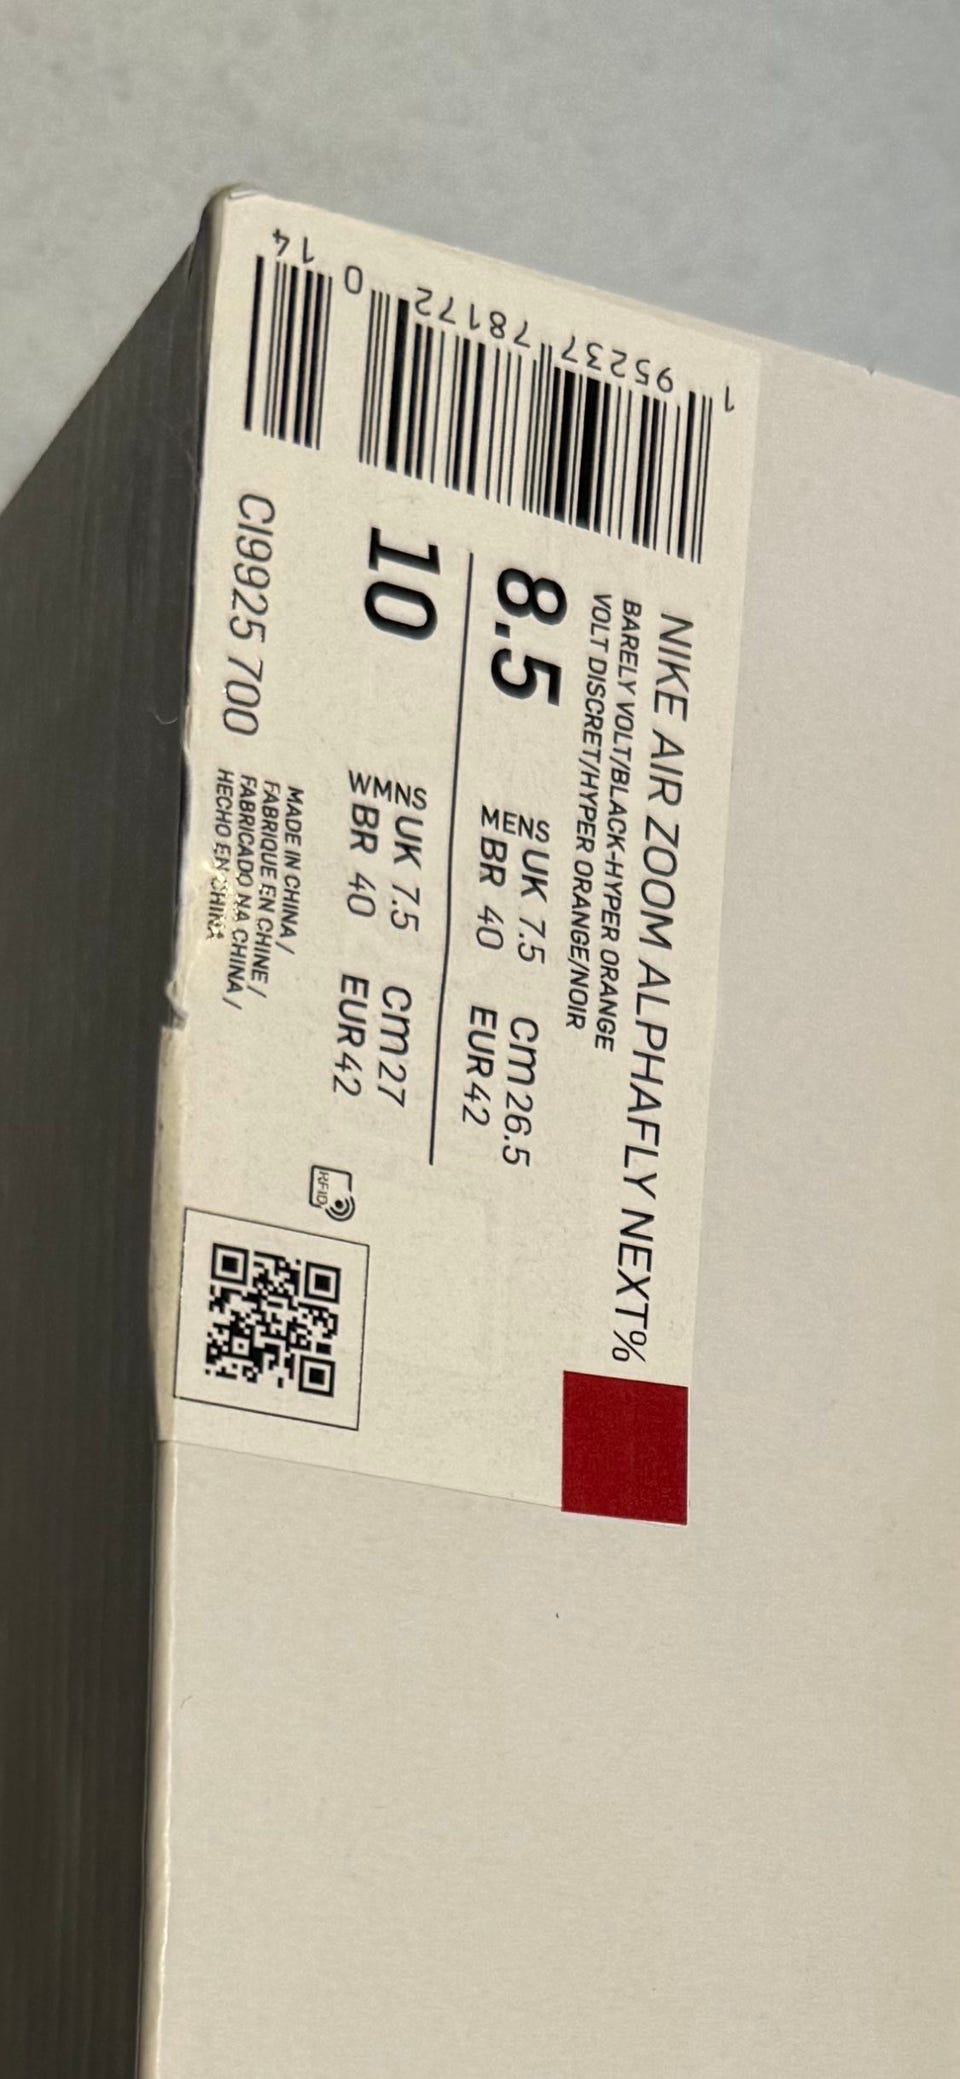 NIKE AIR ZOOM ALPHAFLY NEXT%
BARELY VOLT/BLACK-HYPER ORANGE
VOLT DISCRET/HYPER ORANGE/NOIR
8.5
MENS
UK 7.5 cm 26.5
BR 40 EUR 42
10
WMNS
UK 7.5 cm 27
BR 40 EUR 42
CI9925 700
MADE IN CHINA /
FABRIQUE EN CHINE /
FABRICADO NA CHINA /
HECHO EN CHINA
RFID
1 95237 78172 0 14